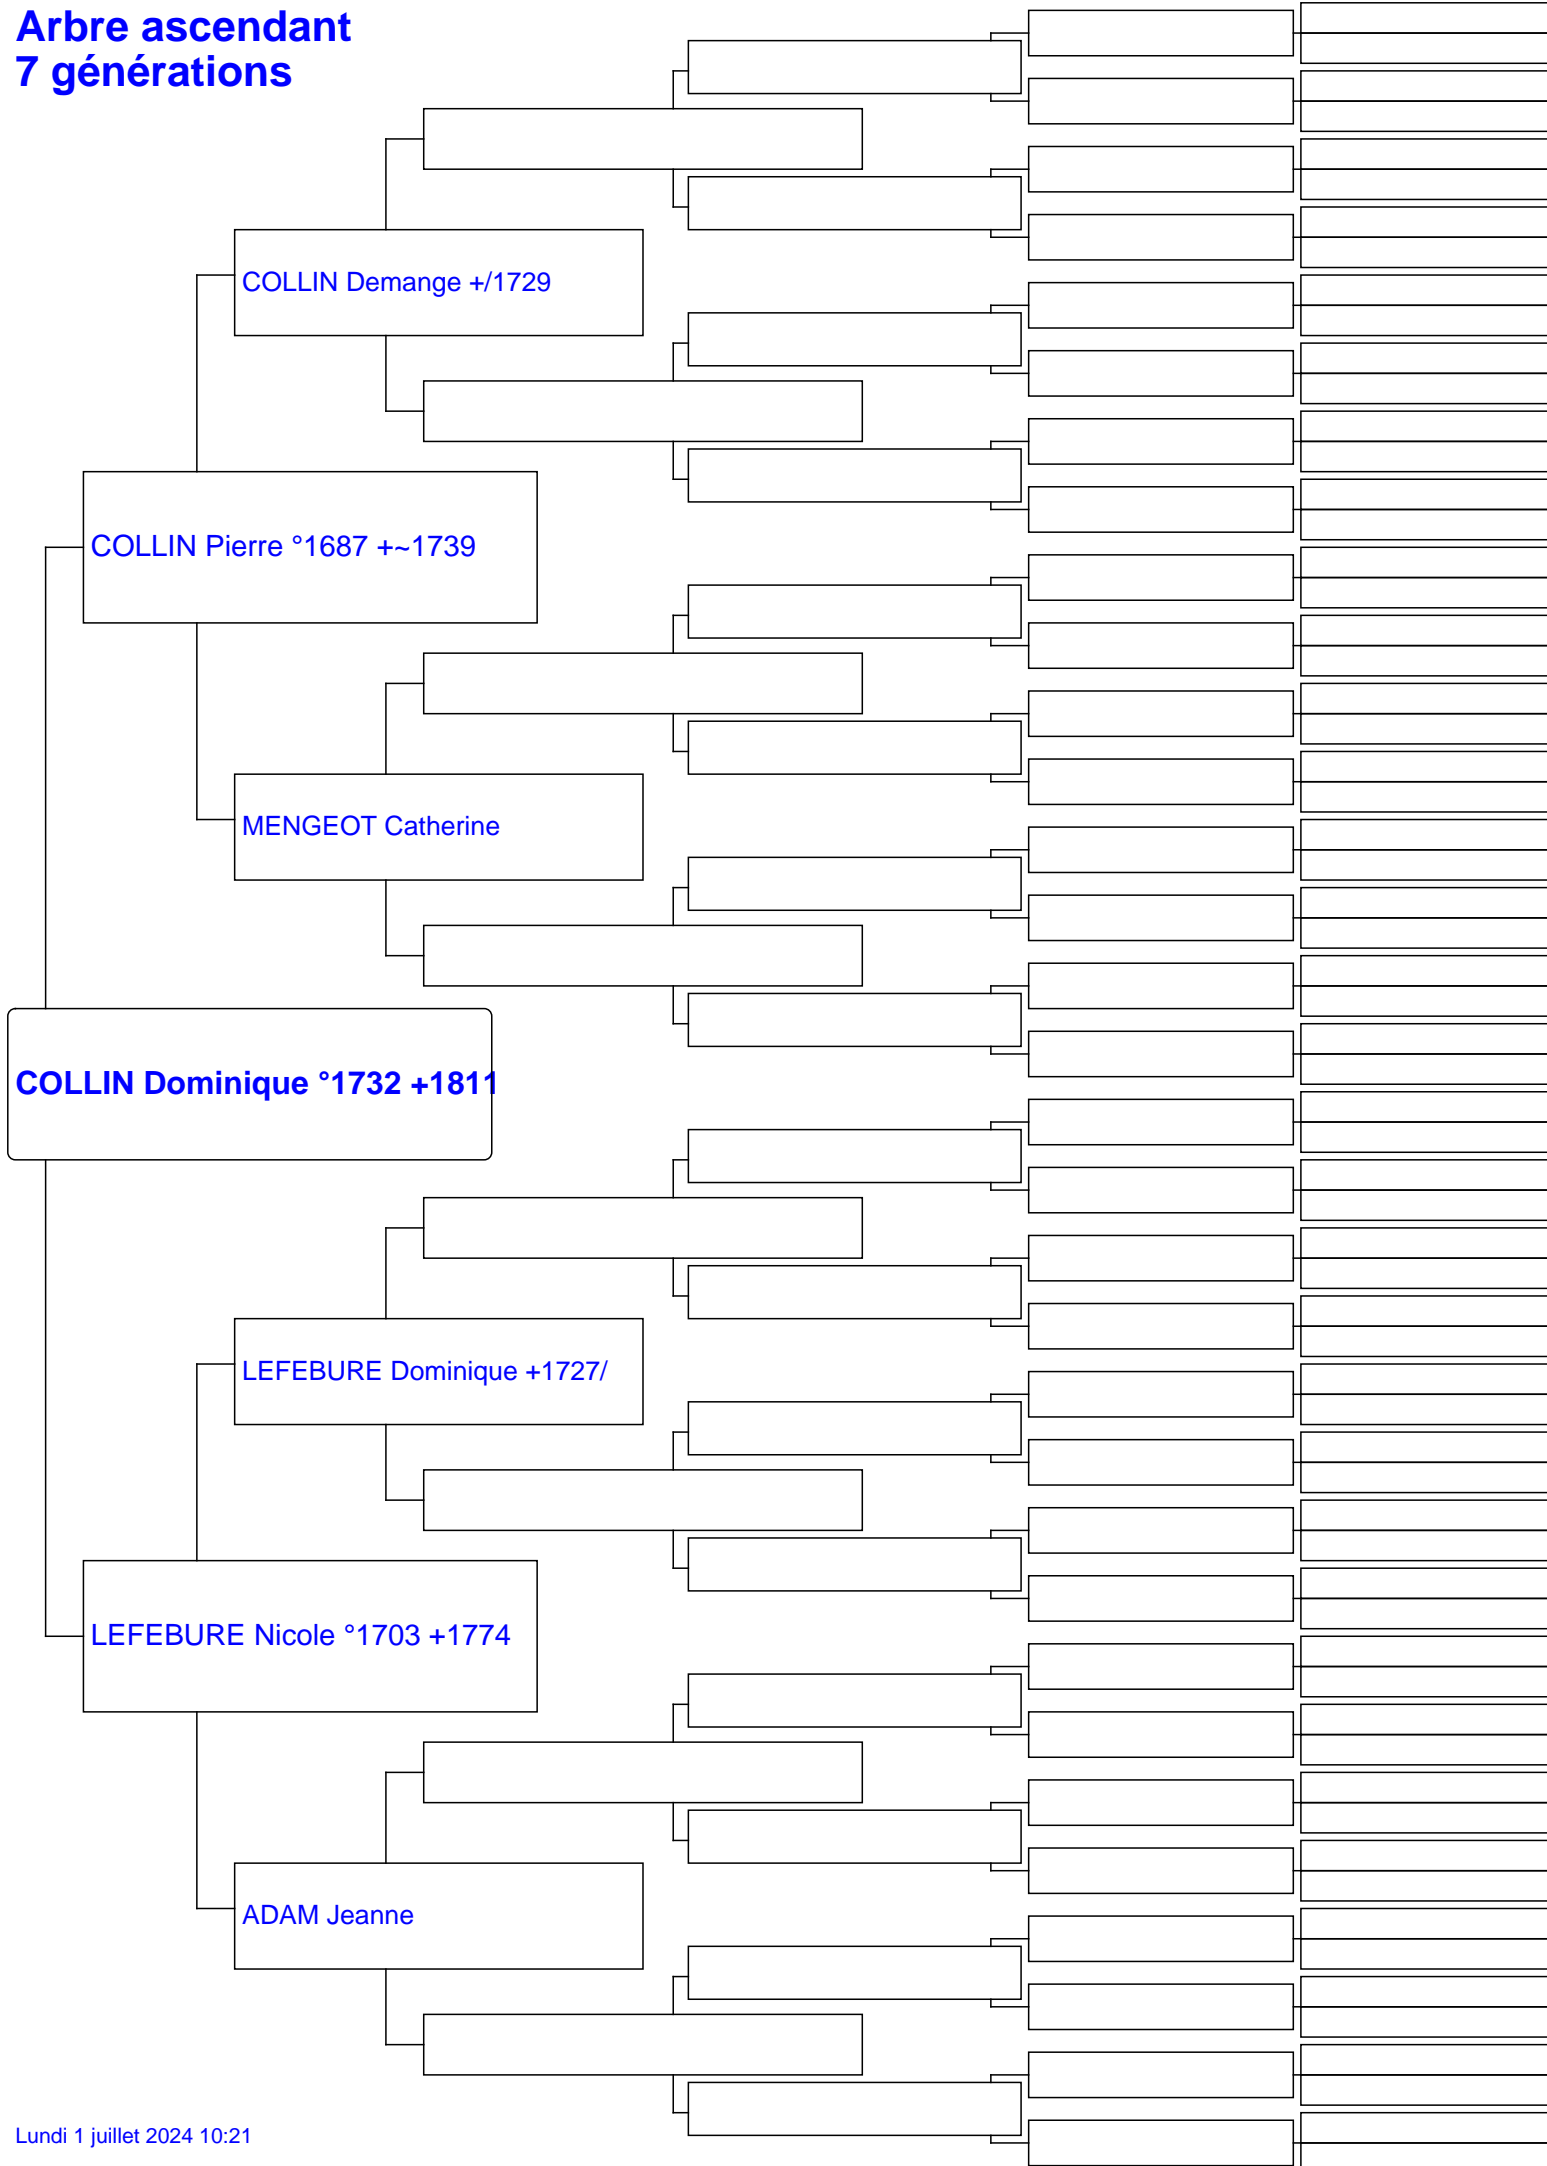 Arbre ascendant
7 générations
COLLIN Demange +/1729
COLLIN Pierre °1687 +~1739
MENGEOT Catherine
COLLIN Dominique °1732 +1811
LEFEBURE Dominique +1727/
LEFEBURE Nicole °1703 +1774
ADAM Jeanne
Lundi 1 juillet 2024 10:21